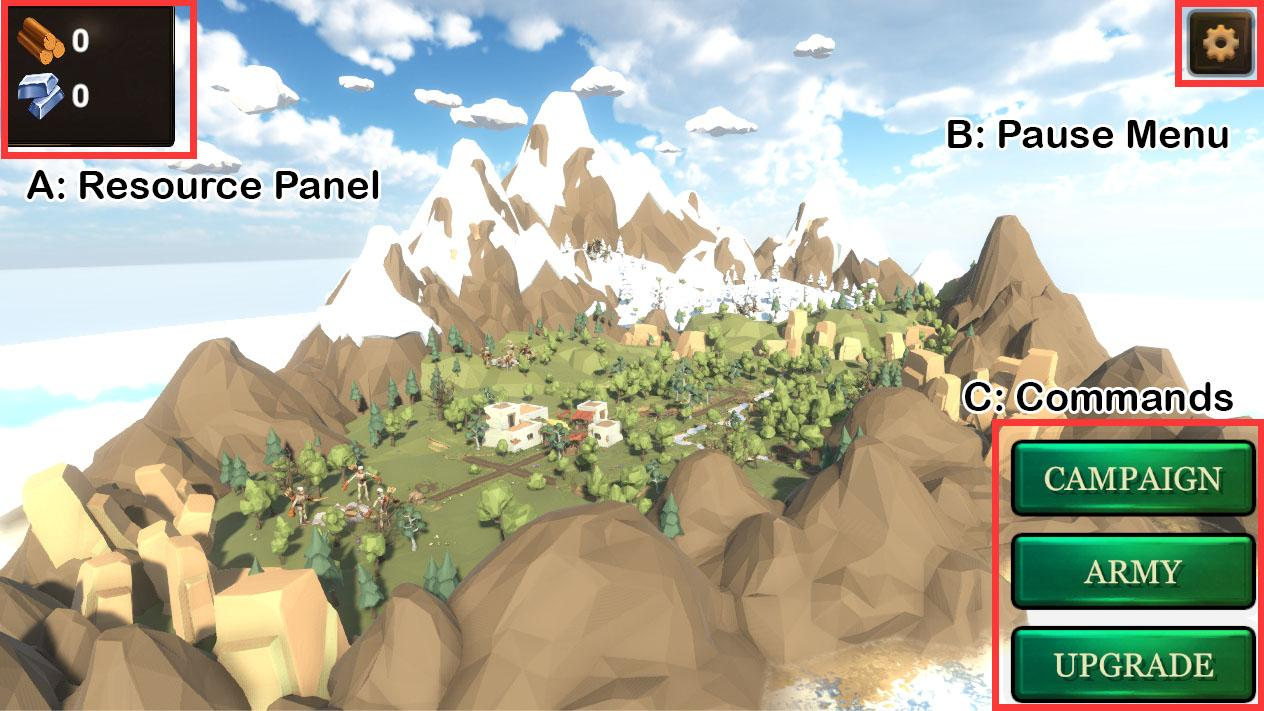 0
0
A: Resource Panel
B: Pause Menu
C: Commands
CAMPAIGN
ARMY
UPGRADE